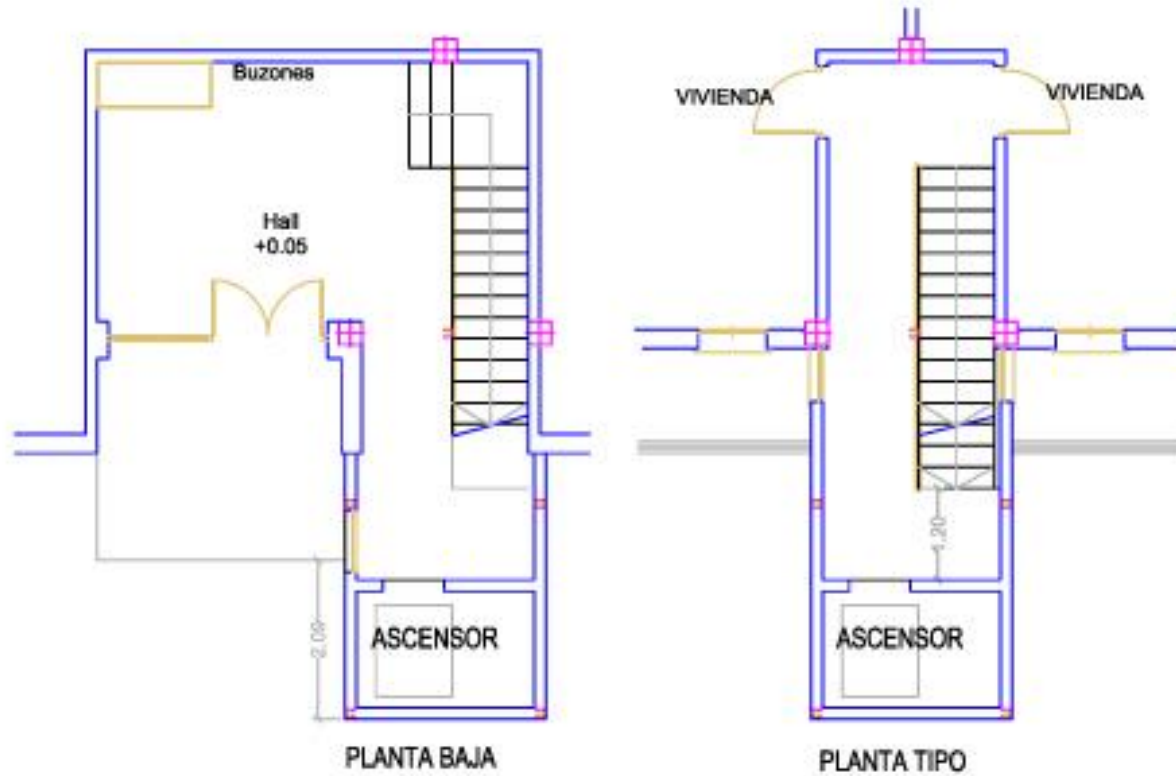 Buzones
Hall
+0.05
2.09
ASCENSOR
PLANTA BAJA
VIVIENDA
VIVIENDA
1.20
ASCENSOR
PLANTA TIPO